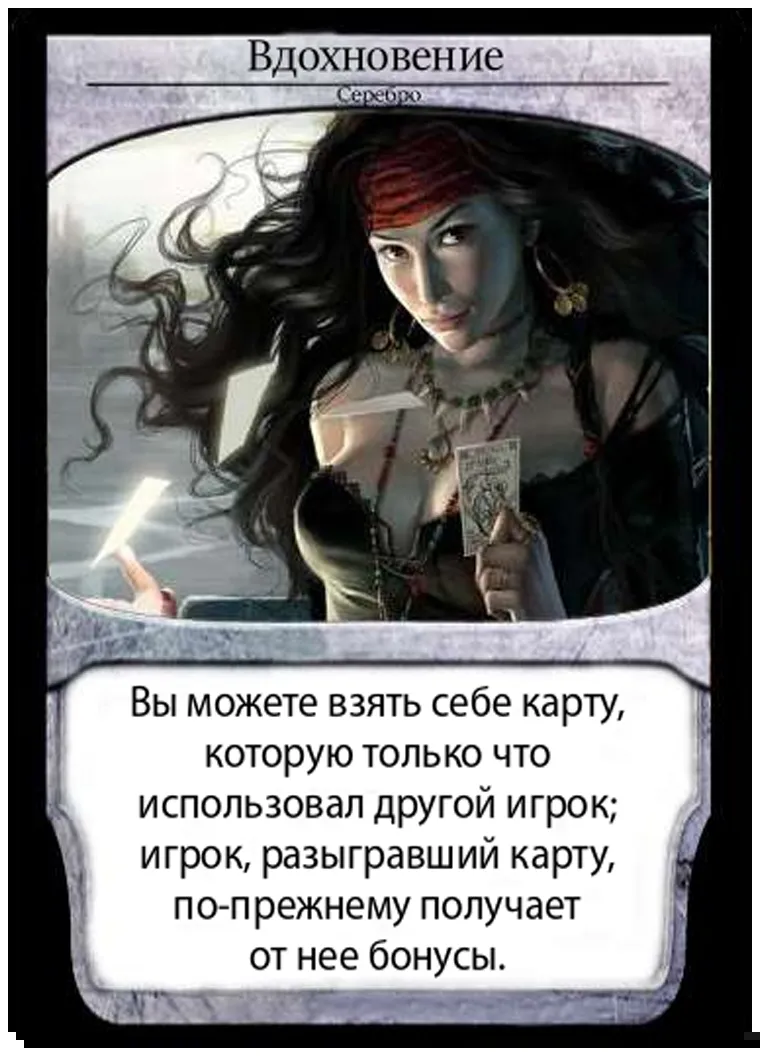 Вдохновение
Серебро
Вы можете взять себе карту,
которую только что
использовал другой игрок;
игрок, разыгравший карту,
по-прежнему получает
от нее бонусы.